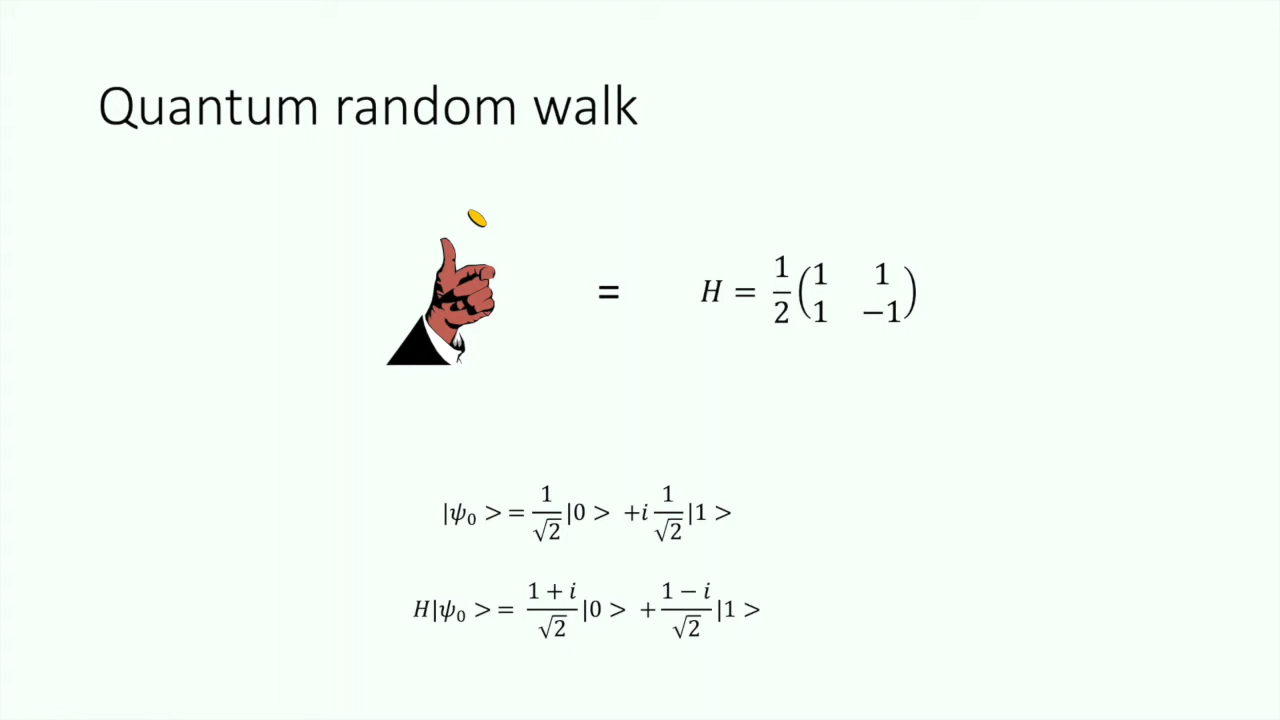 Quantum random walk
= H = 1/2 (1 1
1 −1)
|ψ₀ > = 1/√2 |0 > +i 1/√2 |1 >
H|ψ₀ > = 1 + i/√2 |0 > + 1 − i/√2 |1 >